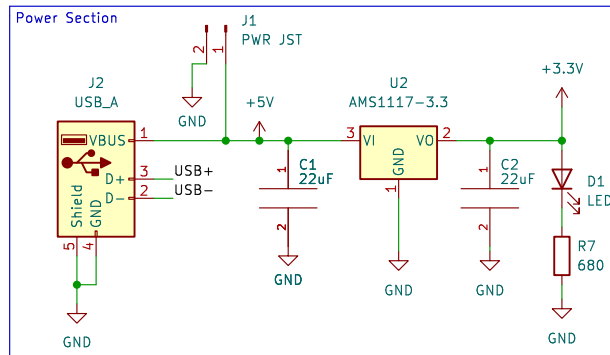 Power Section
J1
PWR JST
2
1
GND
J2
USB_A
VBUS
1
D+
3
USB+
D-
2
USB-
Shield
GND
5
4
GND
+5V
C1
22uF
1
2
GND
U2
AMS1117-3.3
3
VI
VO
2
GND
1
GND
C2
22uF
1
2
GND
+3.3V
D1
LED
R7
680
GND